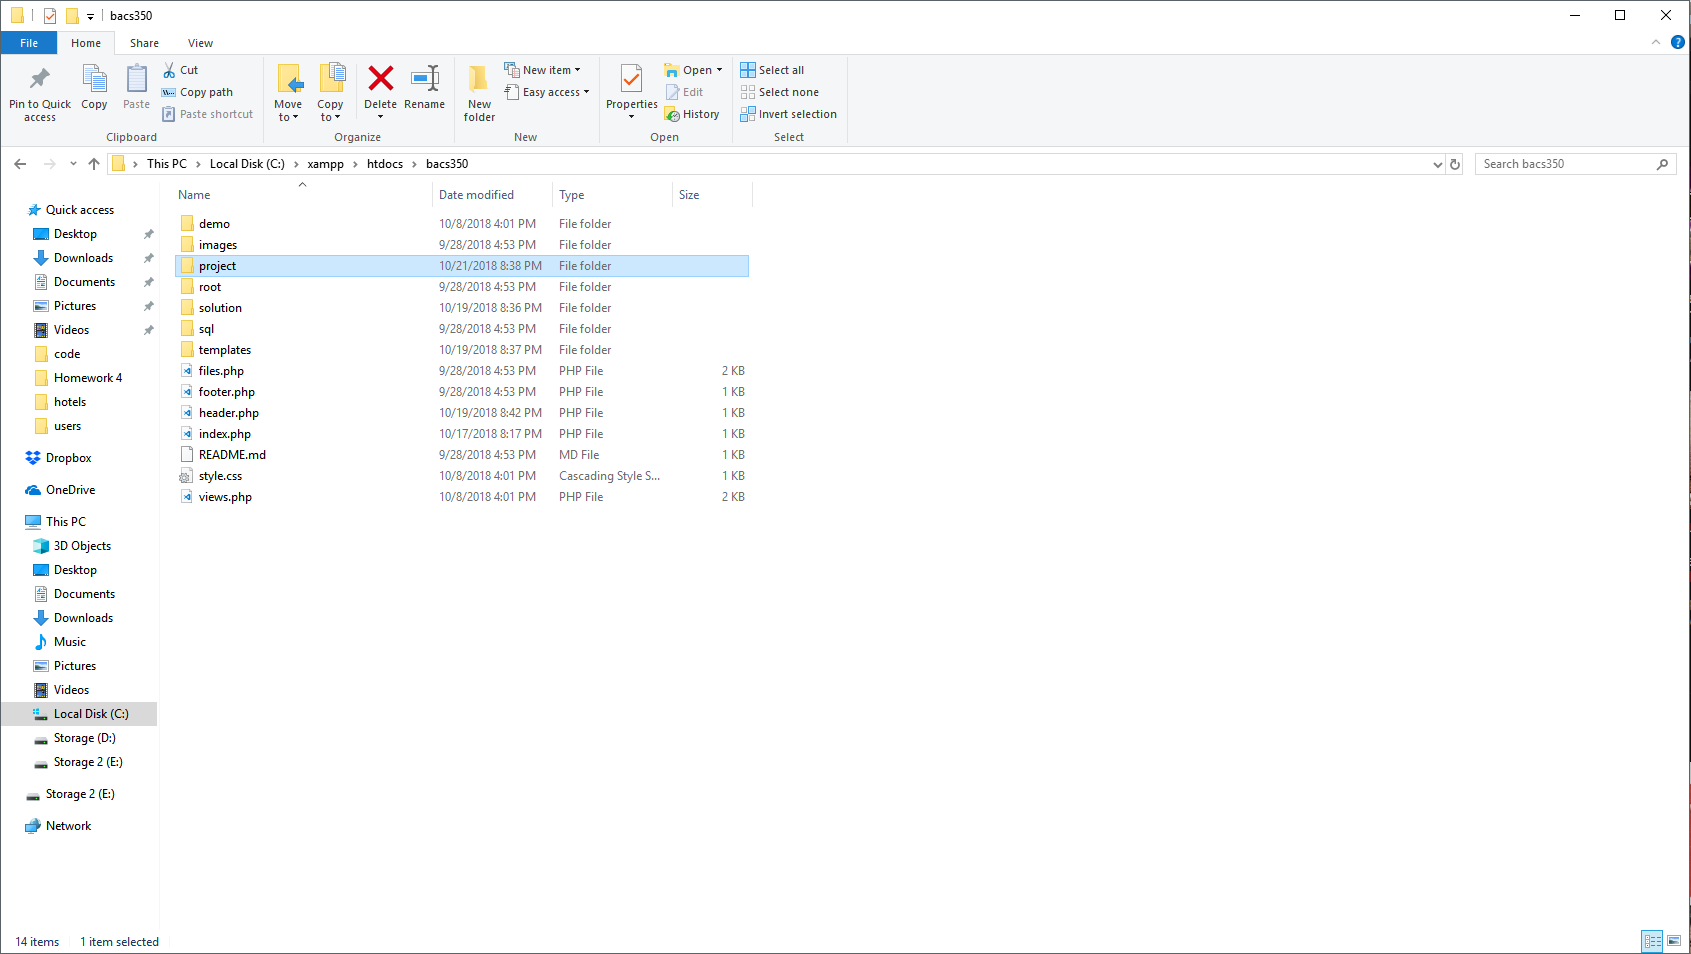 bacs350
File Home Share View
Pin to Quick access
Copy
Paste
Cut
Copy path
Paste shortcut
Clipboard
Move to
Copy to
Delete
Rename
Organize
New folder
New item
Easy access
New
Properties
Open
Edit
History
Open
Select all
Select none
Invert selection
Select
This PC > Local Disk (C:) > xampp > htdocs > bacs350
Search bacs350
Quick access
Desktop
Downloads
Documents
Pictures
Videos
code
Homework 4
hotels
users
Dropbox
OneDrive
This PC
3D Objects
Desktop
Documents
Downloads
Music
Pictures
Videos
Local Disk (C:)
Storage (D:)
Storage 2 (E:)
Storage 2 (E:)
Network
Name Date modified Type Size
demo 10/8/2018 4:01 PM File folder
images 9/28/2018 4:53 PM File folder
project 10/21/2018 8:38 PM File folder
root 9/28/2018 4:53 PM File folder
solution 10/19/2018 8:36 PM File folder
sql 9/28/2018 4:53 PM File folder
templates 10/19/2018 8:37 PM File folder
files.php 9/28/2018 4:53 PM PHP File 2 KB
footer.php 9/28/2018 4:53 PM PHP File 1 KB
header.php 10/19/2018 8:42 PM PHP File 1 KB
index.php 10/17/2018 8:17 PM PHP File 1 KB
README.md 9/28/2018 4:53 PM MD File 1 KB
style.css 10/8/2018 4:01 PM Cascading Style S... 1 KB
views.php 10/8/2018 4:01 PM PHP File 2 KB
14 items 1 item selected